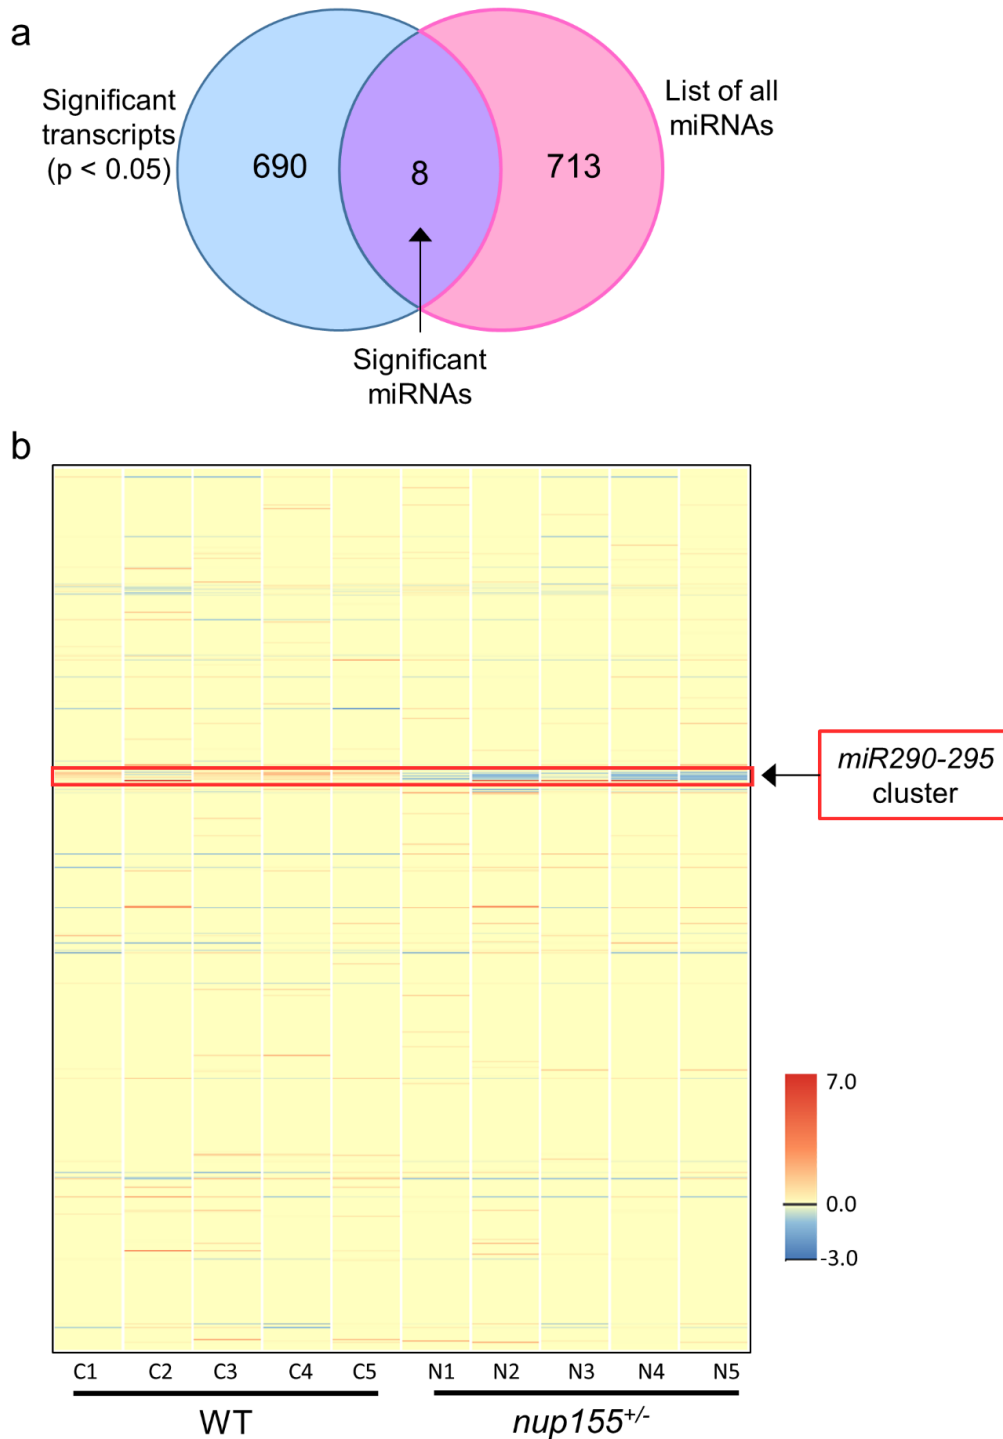 a
Significant
transcripts
(p < 0.05)
690
8
713
List of all
miRNAs
Significant
miRNAs
b
miR290-295
cluster
7.0
0.0
-3.0
C1 C2 C3 C4 C5 N1 N2 N3 N4 N5
WT nup155+/-